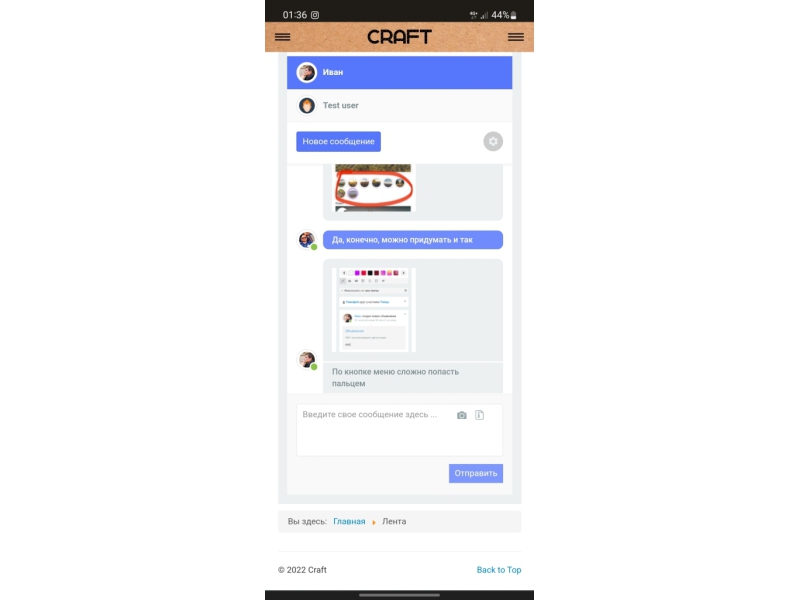 01:36
44%
CRAFT
Иван
Test user
Новое сообщение
Да, конечно, можно придумать и так
По кнопке меню сложно попасть
пальцем
Введите свое сообщение здесь ...
Отправить
Вы здесь: Главная Лента
© 2022 Craft
Back to Top